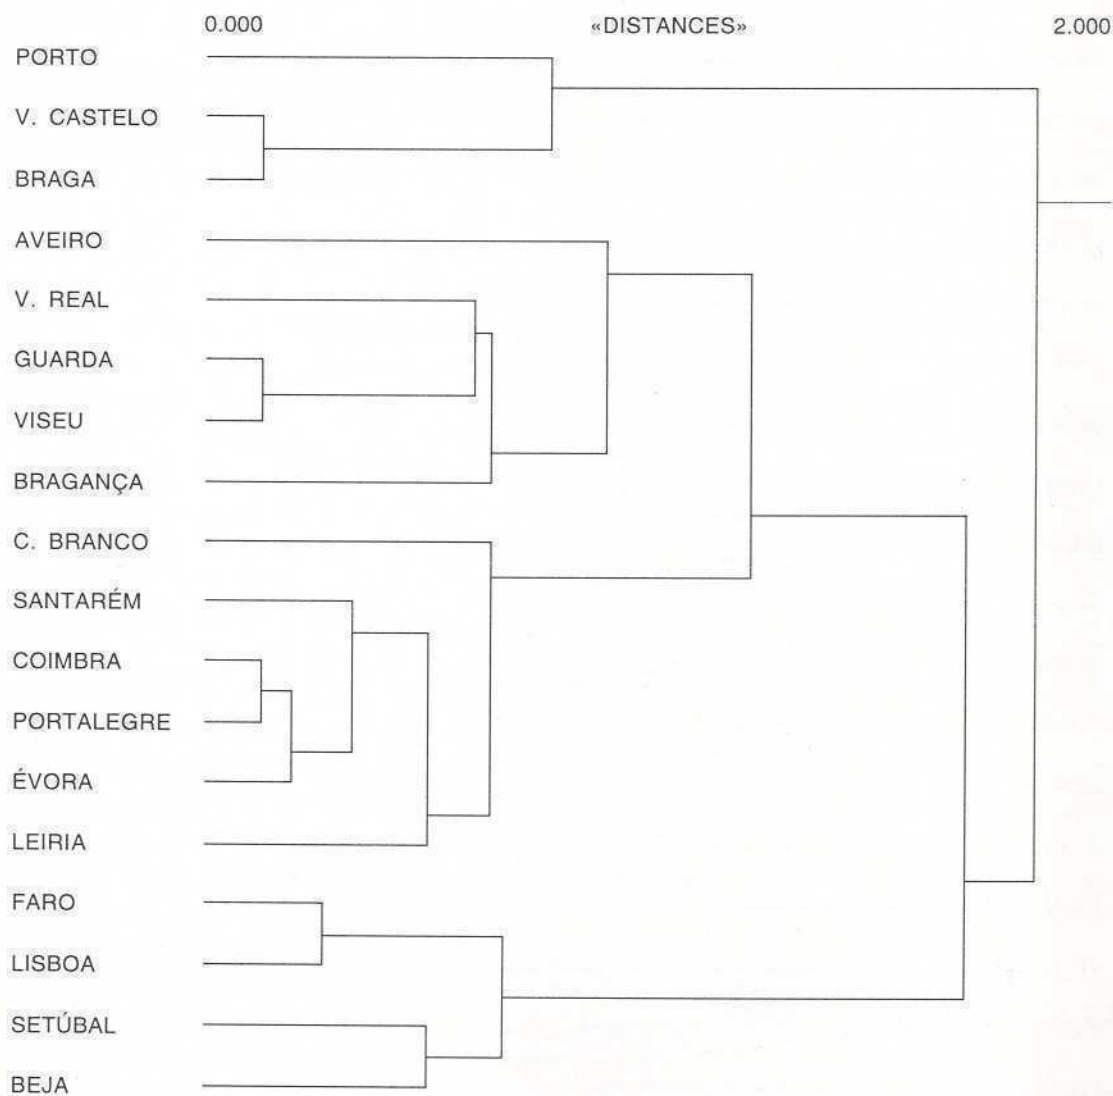 0.000 «DISTANCES» 2.000
PORTO
V. CASTELO
BRAGA
AVEIRO
V. REAL
GUARDA
VISEU
BRAGANÇA
C. BRANCO
SANTARÉM
COIMBRA
PORTALEGRE
ÉVORA
LEIRIA
FARO
LISBOA
SETÚBAL
BEJA